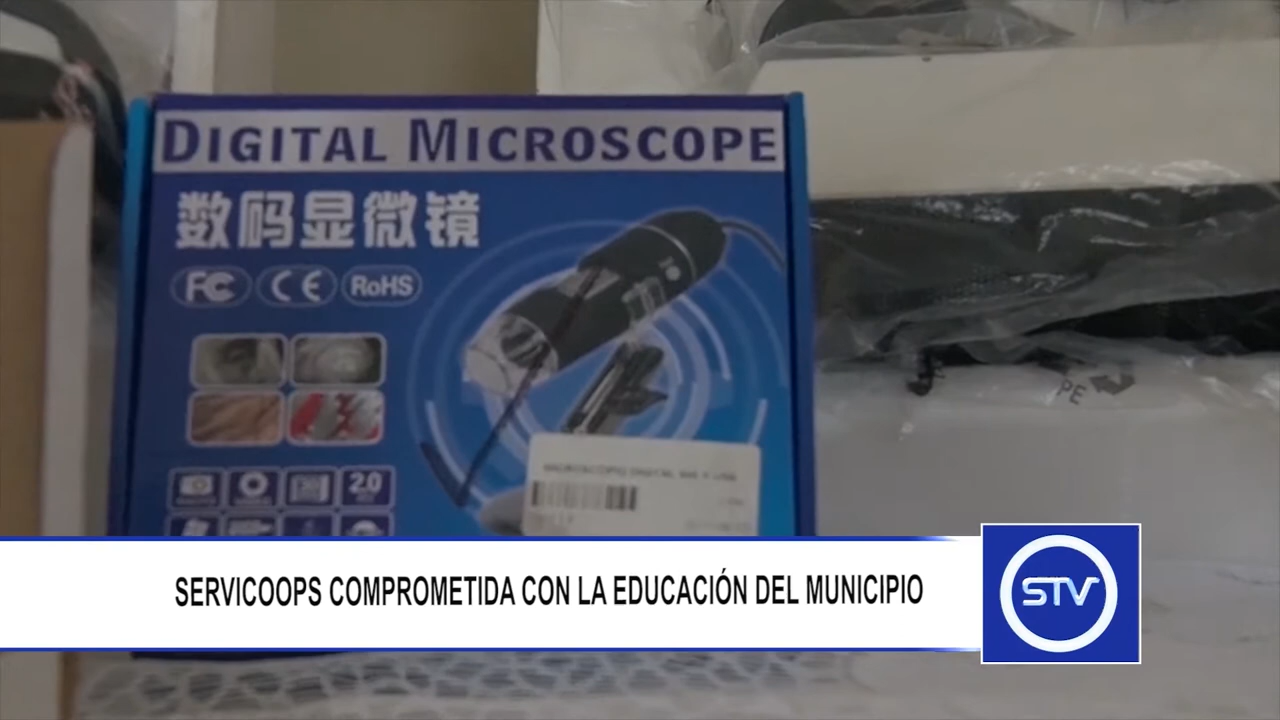 DIGITAL MICROSCOPE
数码显微镜
FC CE RoHS
2.0
PE
SERVICOOPS COMPROMETIDA CON LA EDUCACIÓN DEL MUNICIPIO
STV